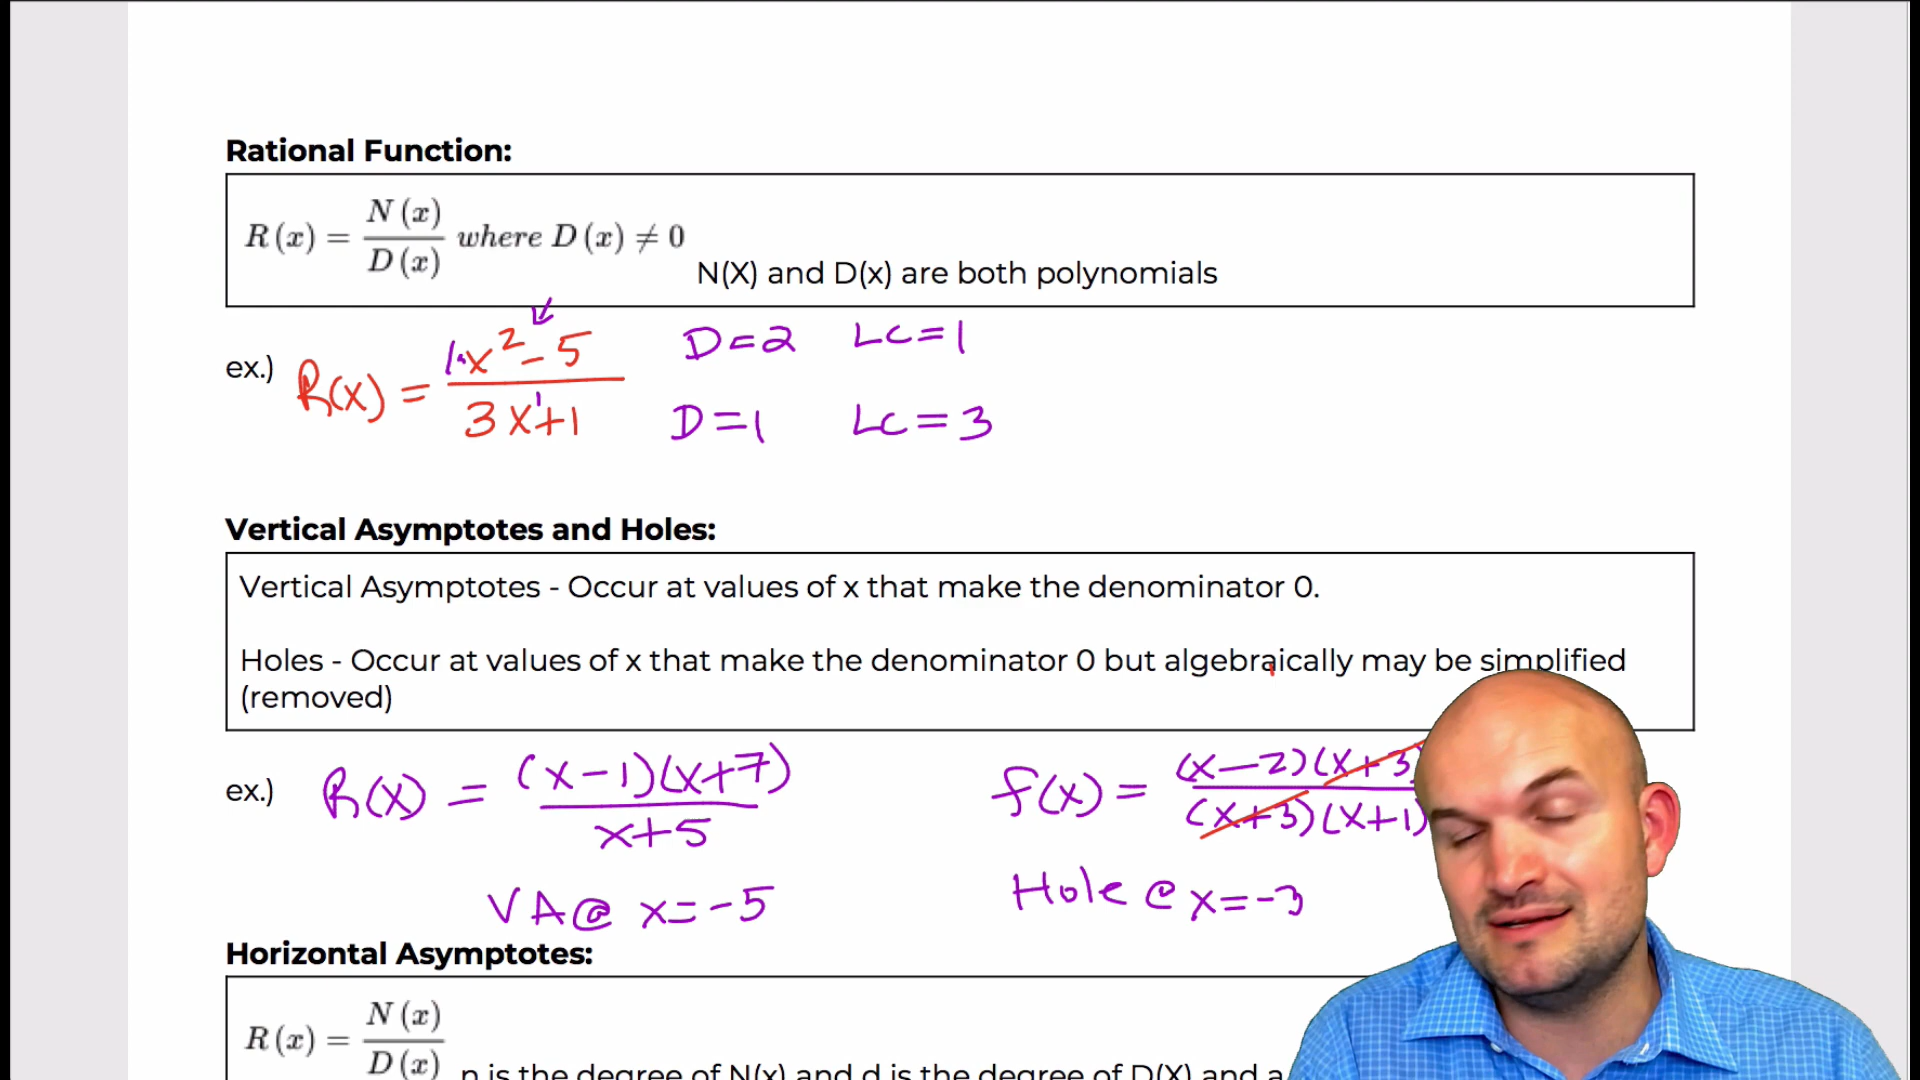 Rational Function:
R(x) = N(x)/D(x) where D(x) ≠ 0
N(X) and D(x) are both polynomials
ex.) R(x) = (1·x² - 5)/(3x¹+1)
D=2 LC=1
D=1 LC=3
Vertical Asymptotes and Holes:
Vertical Asymptotes - Occur at values of x that make the denominator 0.
Holes - Occur at values of x that make the denominator 0 but algebraically may be simplified
(removed)
ex.) R(x) = (x-1)(x+7)/x+5
VA@ x=-5
f(x) = (x-2)(x+3)/(x+3)(x+1)
Hole @ x=-3
Horizontal Asymptotes:
R(x) = N(x)/D(x)
n is the degree of N(x) and d is the degree of D(X) and a